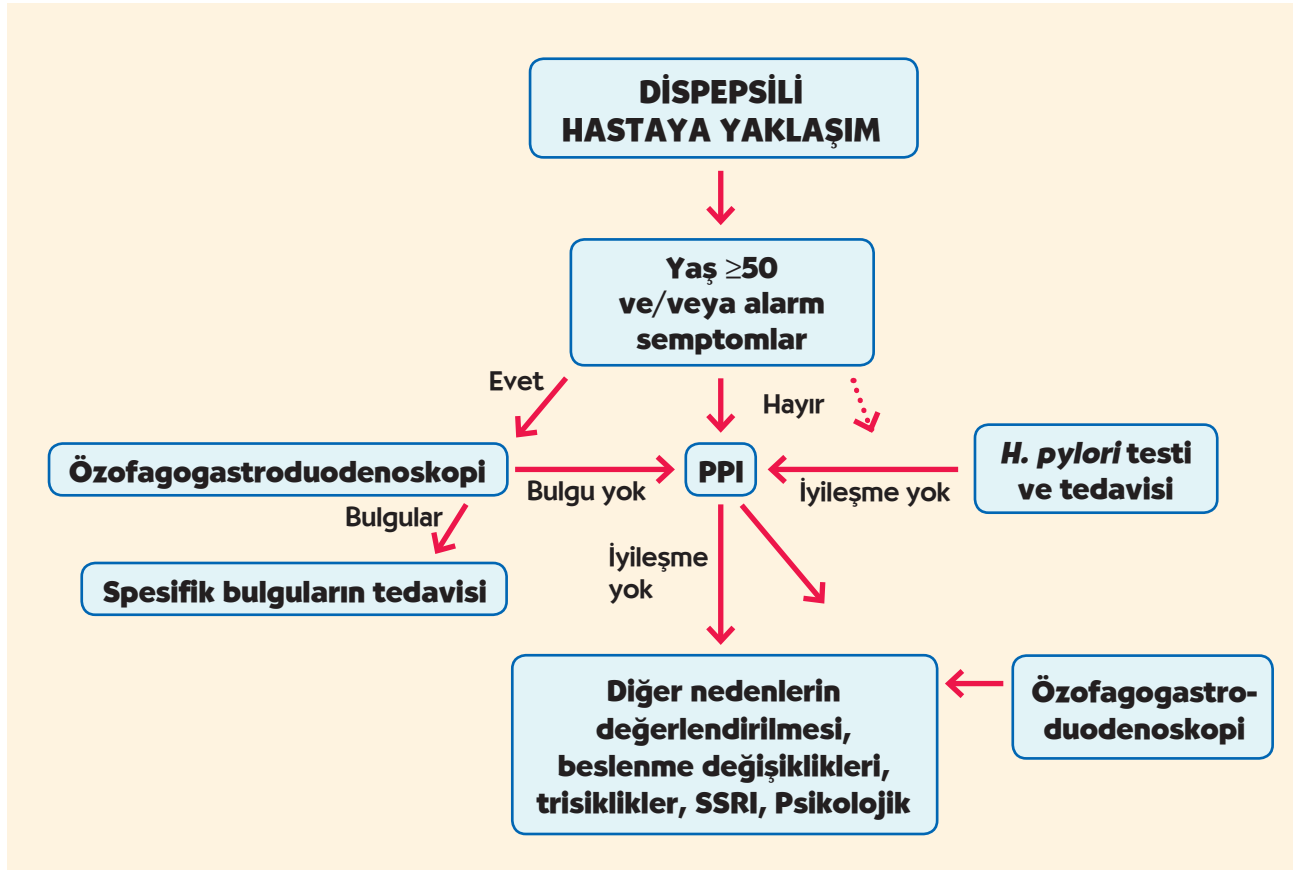 DİSPEPSİLİ
HASTAYA YAKLAŞIM
Yaş ≥50
ve/veya alarm
semptomlar
Evet
Hayır
Özofagogastroduodenoskopi
Bulgu yok
PPI
İyileşme yok
H. pylori testi
ve tedavisi
Bulgular
Spesifik bulguların tedavisi
İyileşme
yok
Diğer nedenlerin
değerlendirilmesi,
beslenme değişiklikleri,
trisiklikler, SSRI, Psikolojik
Özofagogastro-
duodenoskopi